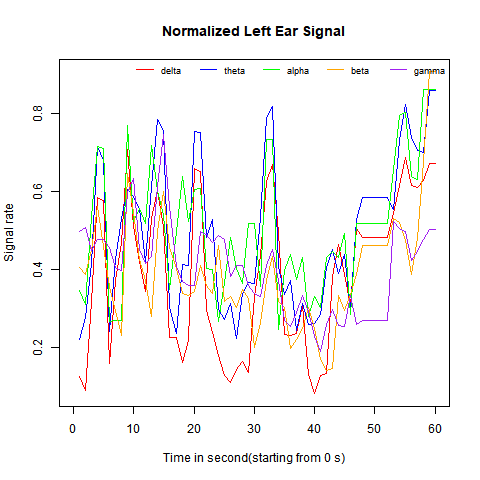 Normalized Left Ear Signal
delta theta alpha beta gamma
Signal rate
0.2 0.4 0.6 0.8
0 10 20 30 40 50 60
Time in second(starting from 0 s)